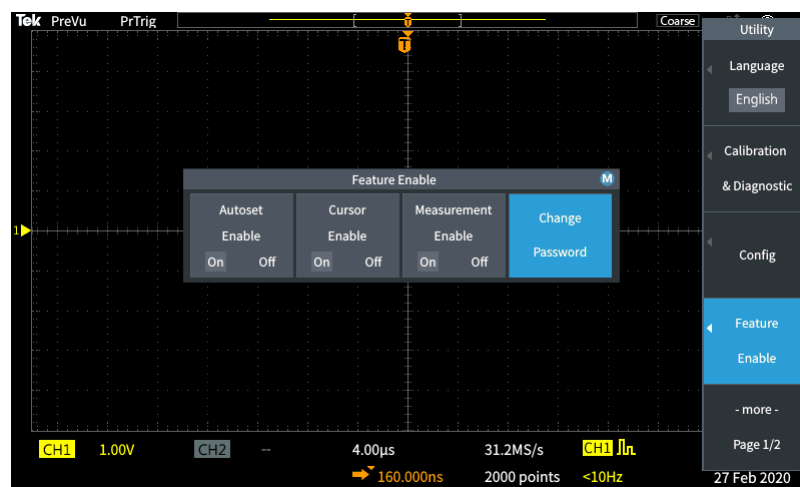 Tek PreVu PrTrig Coarse
T
Utility
Language
English
Calibration
& Diagnostic
Config
Feature
Enable
- more -
Page 1/2
Feature Enable M
Autoset
Enable
On Off
Cursor
Enable
On Off
Measurement
Enable
On Off
Change
Password
1
CH1 1.00V CH2 -- 4.00µs 31.2MS/s CH1
160.000ns 2000 points <10Hz 27 Feb 2020